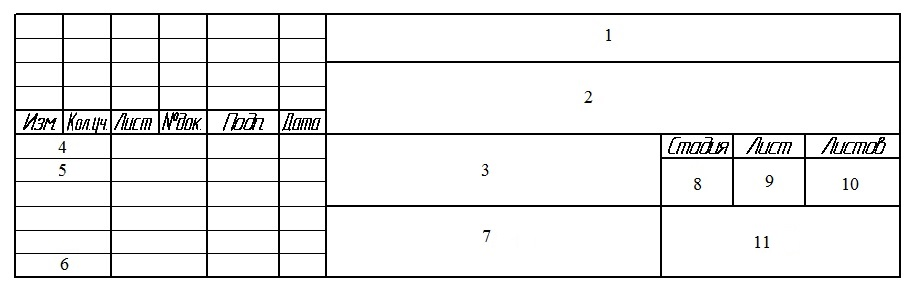 1
2
Изм. Кол.уч. Лист №док. Подп. Дата
4 3 Стадия Лист Листов
5 8 9 10
7 11
6